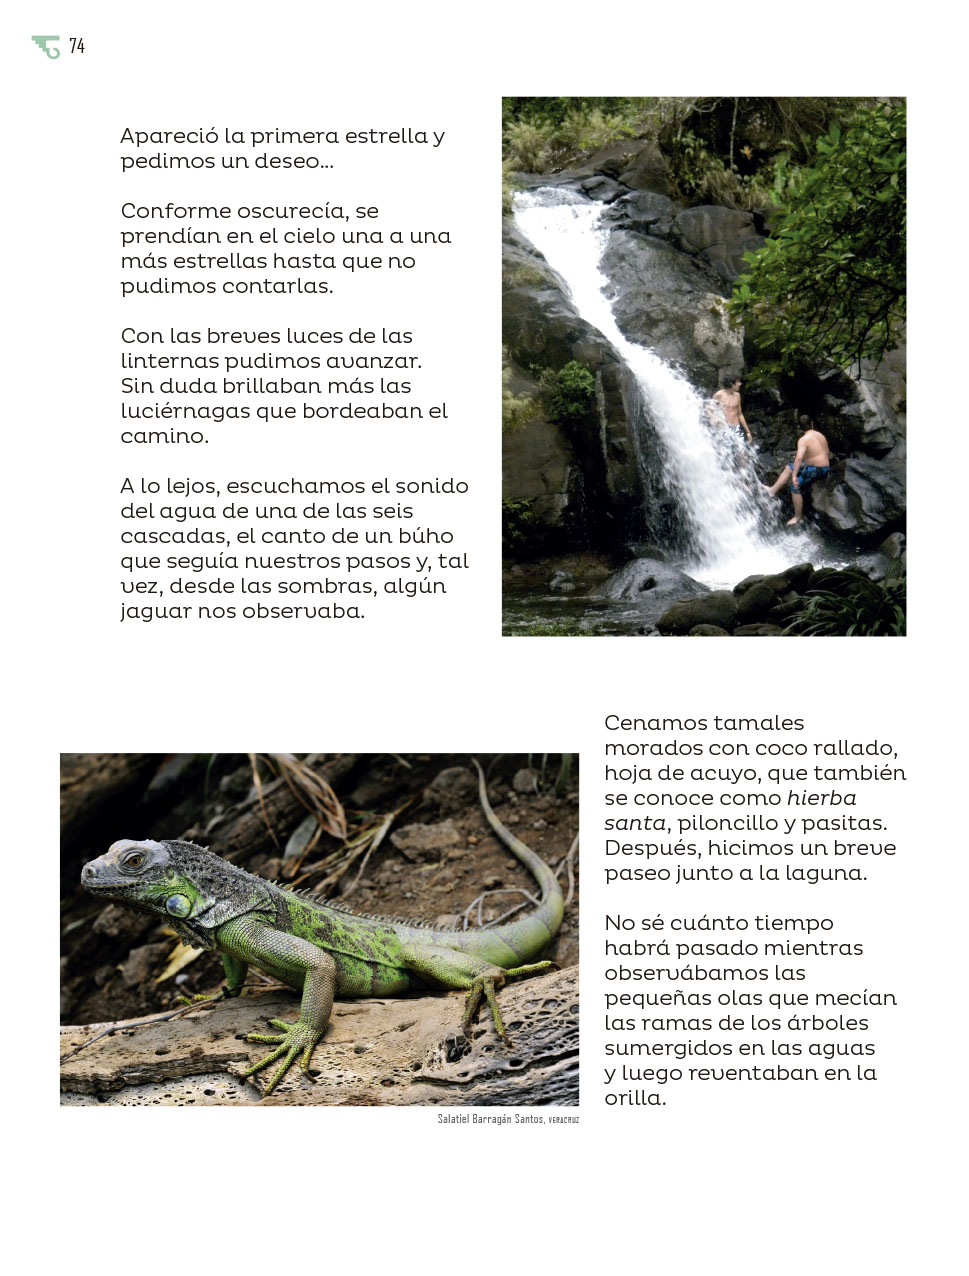 74
Apareció la primera estrella y
pedimos un deseo...
Conforme oscurecía, se
prendían en el cielo una a una
más estrellas hasta que no
pudimos contarlas.
Con las breves luces de las
linternas pudimos avanzar.
Sin duda brillaban más las
luciérnagas que bordeaban el
camino.
A lo lejos, escuchamos el sonido
del agua de una de las seis
cascadas, el canto de un búho
que seguía nuestros pasos y, tal
vez, desde las sombras, algún
jaguar nos observaba.
Cenamos tamales
morados con coco rallado,
hoja de acuyo, que también
se conoce como hierba
santa, piloncillo y pasitas.
Después, hicimos un breve
paseo junto a la laguna.
No sé cuánto tiempo
habrá pasado mientras
observábamos las
pequeñas olas que mecían
las ramas de los árboles
sumergidos en las aguas
y luego reventaban en la
orilla.
Salatiel Barragán Santos, VERACRUZ